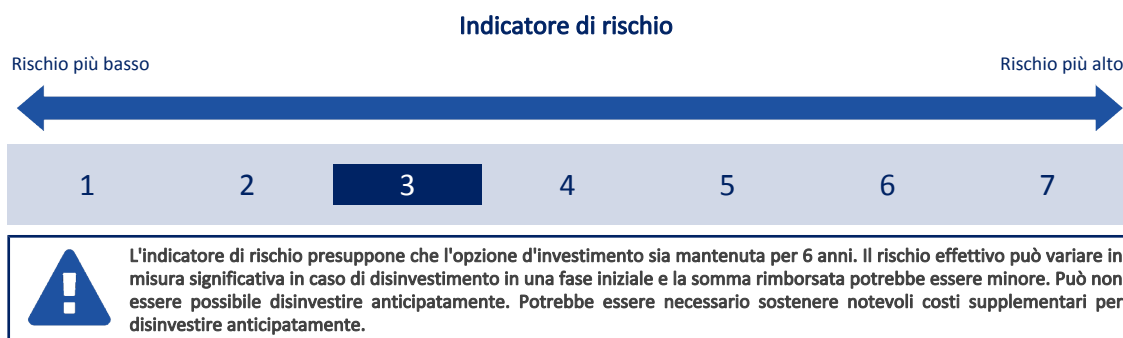 Indicatore di rischio
Rischio più basso
Rischio più alto
1 2 3 4 5 6 7
L'indicatore di rischio presuppone che l'opzione d'investimento sia mantenuta per 6 anni. Il rischio effettivo può variare in
misura significativa in caso di disinvestimento in una fase iniziale e la somma rimborsata potrebbe essere minore. Può non
essere possibile disinvestire anticipatamente. Potrebbe essere necessario sostenere notevoli costi supplementari per
disinvestire anticipatamente.